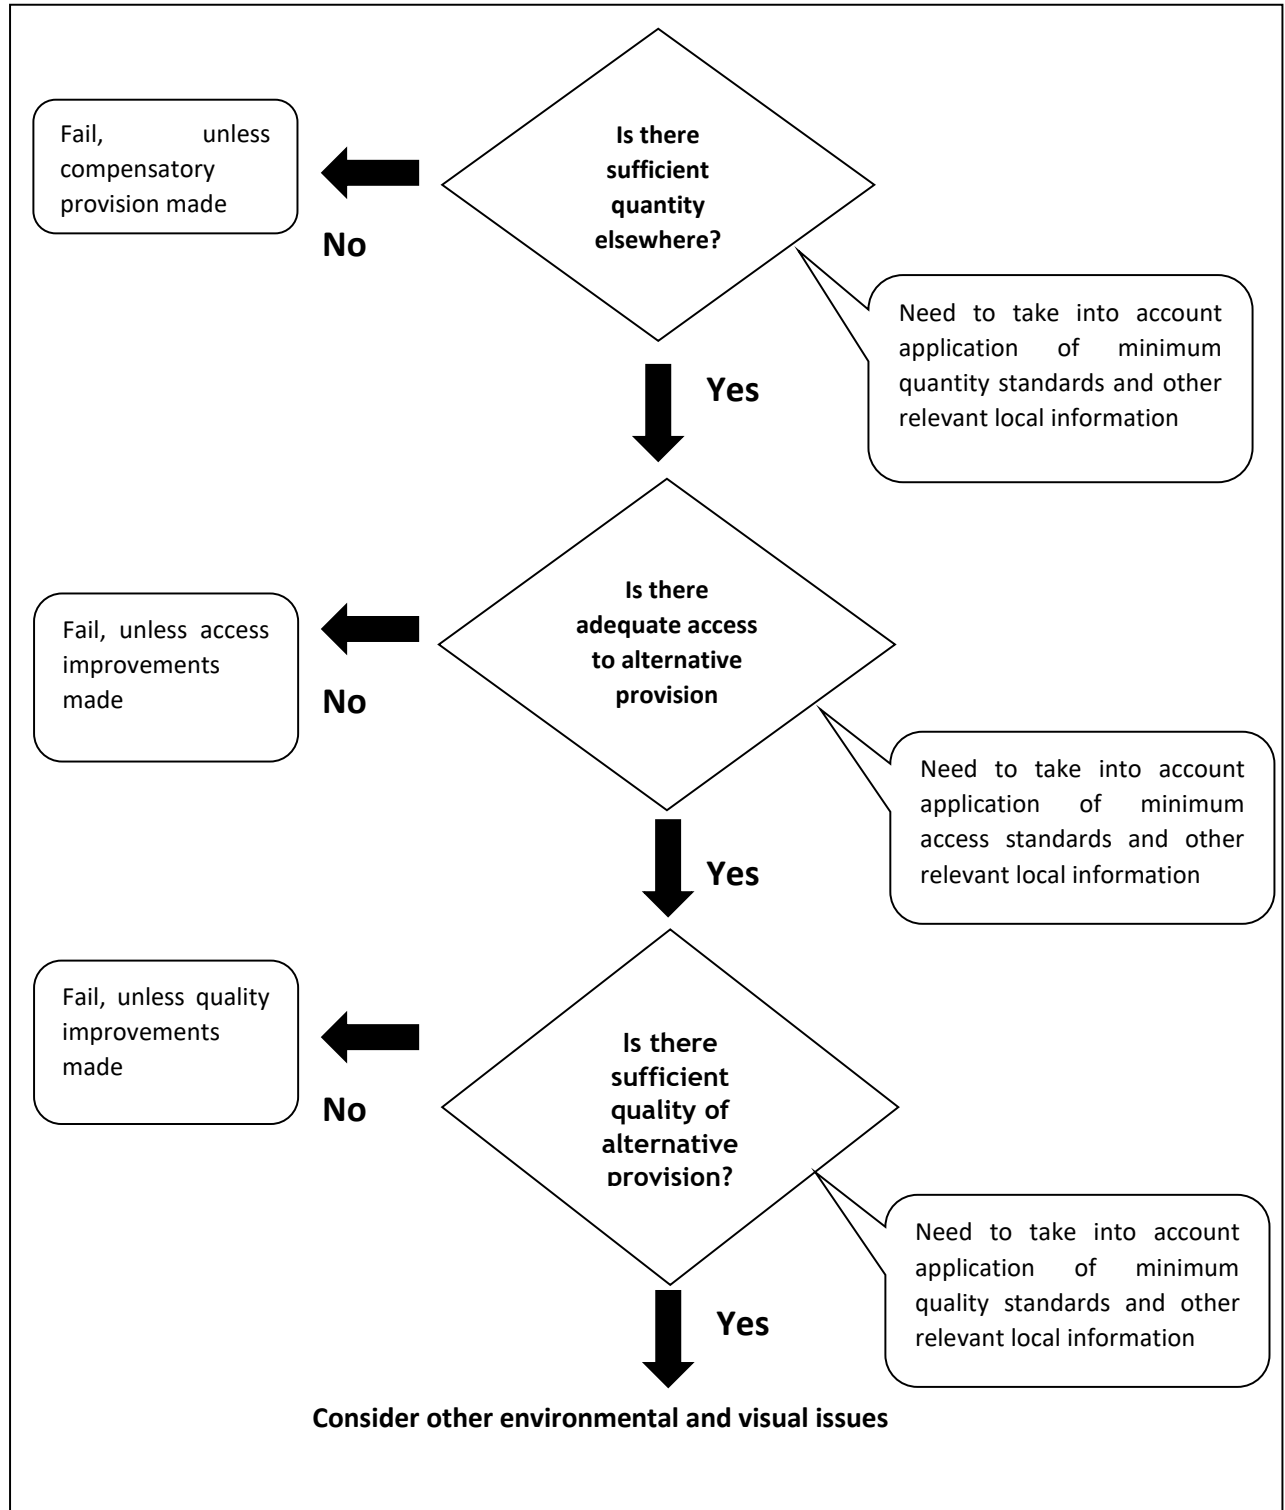 Is there
sufficient
quantity
elsewhere?
Fail, unless
compensatory
provision made
No
Need to take into account
application of minimum
quantity standards and other
relevant local information
Yes
Is there
adequate access
to alternative
provision
Fail, unless access
improvements
made
No
Need to take into account
application of minimum
access standards and other
relevant local information
Yes
Is there
sufficient
quality of
alternative
provision?
Fail, unless quality
improvements
made
No
Need to take into account
application of minimum
quality standards and other
relevant local information
Yes
Consider other environmental and visual issues